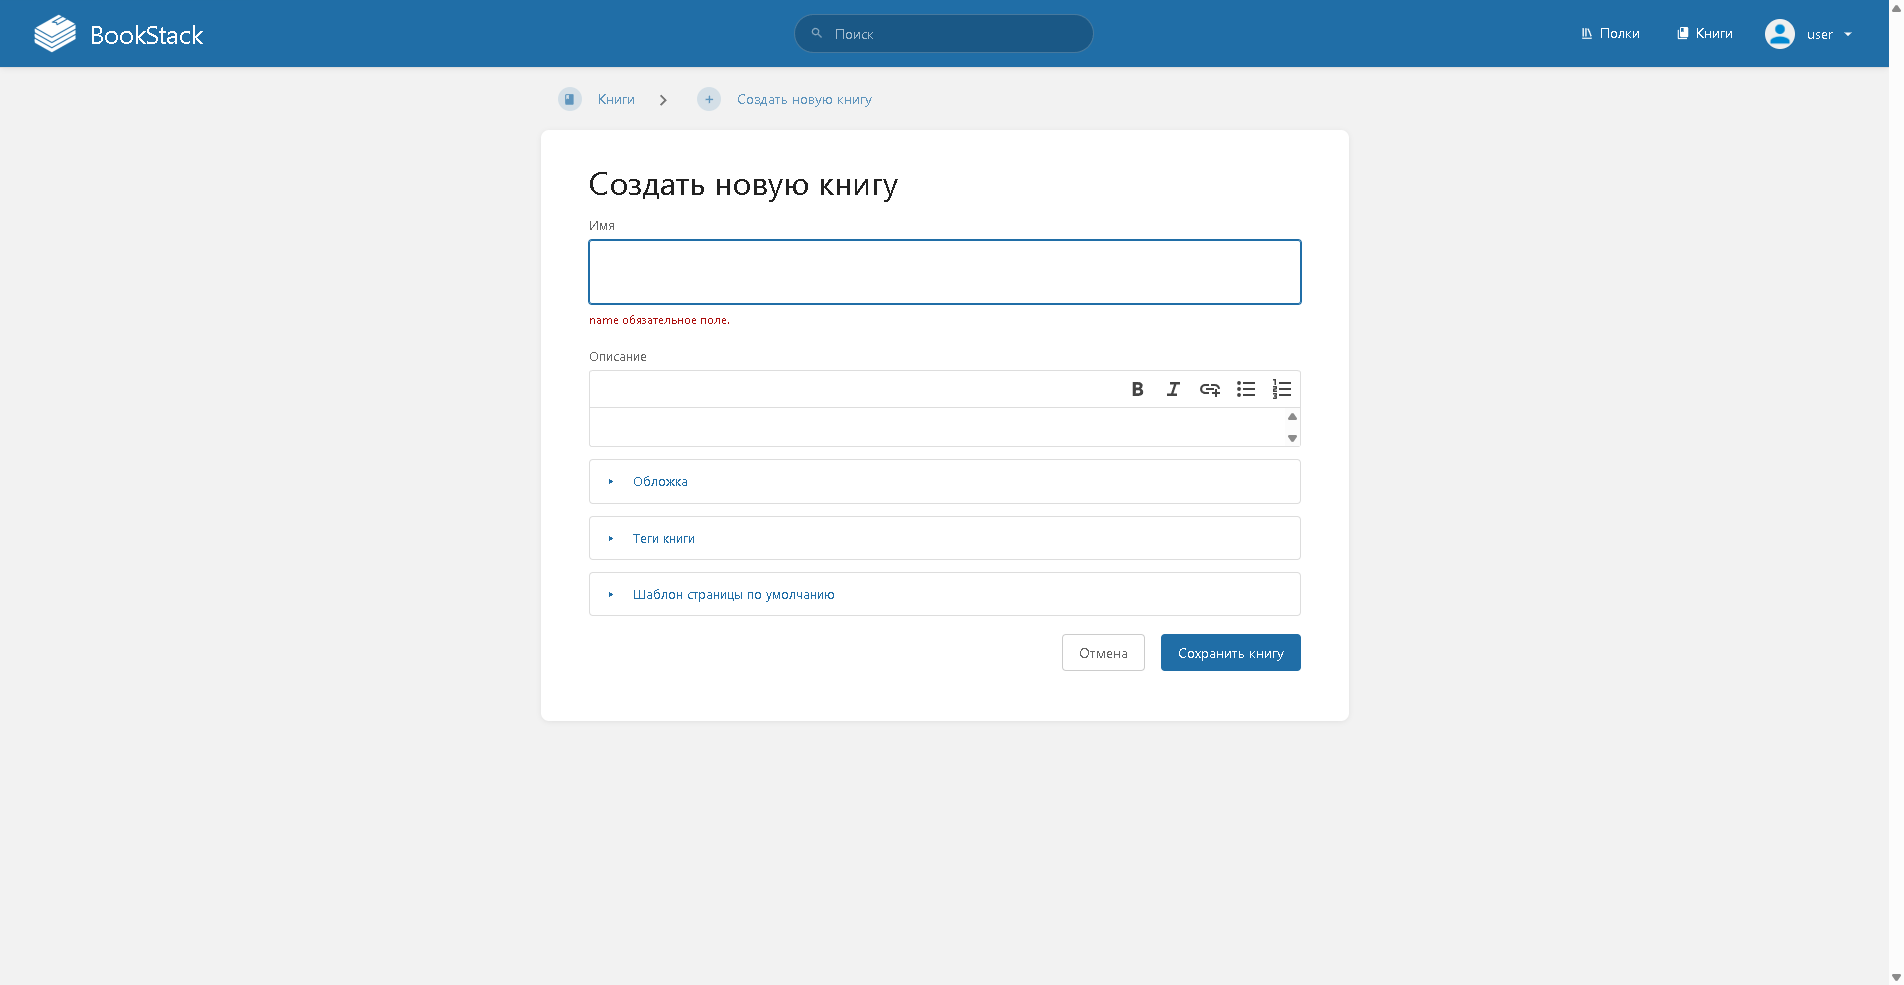 BookStack
Поиск
Полки
Книги
user
Книги
Создать новую книгу
Создать новую книгу
Имя
name обязательное поле.
Описание
Обложка
Теги книги
Шаблон страницы по умолчанию
Отмена
Сохранить книгу